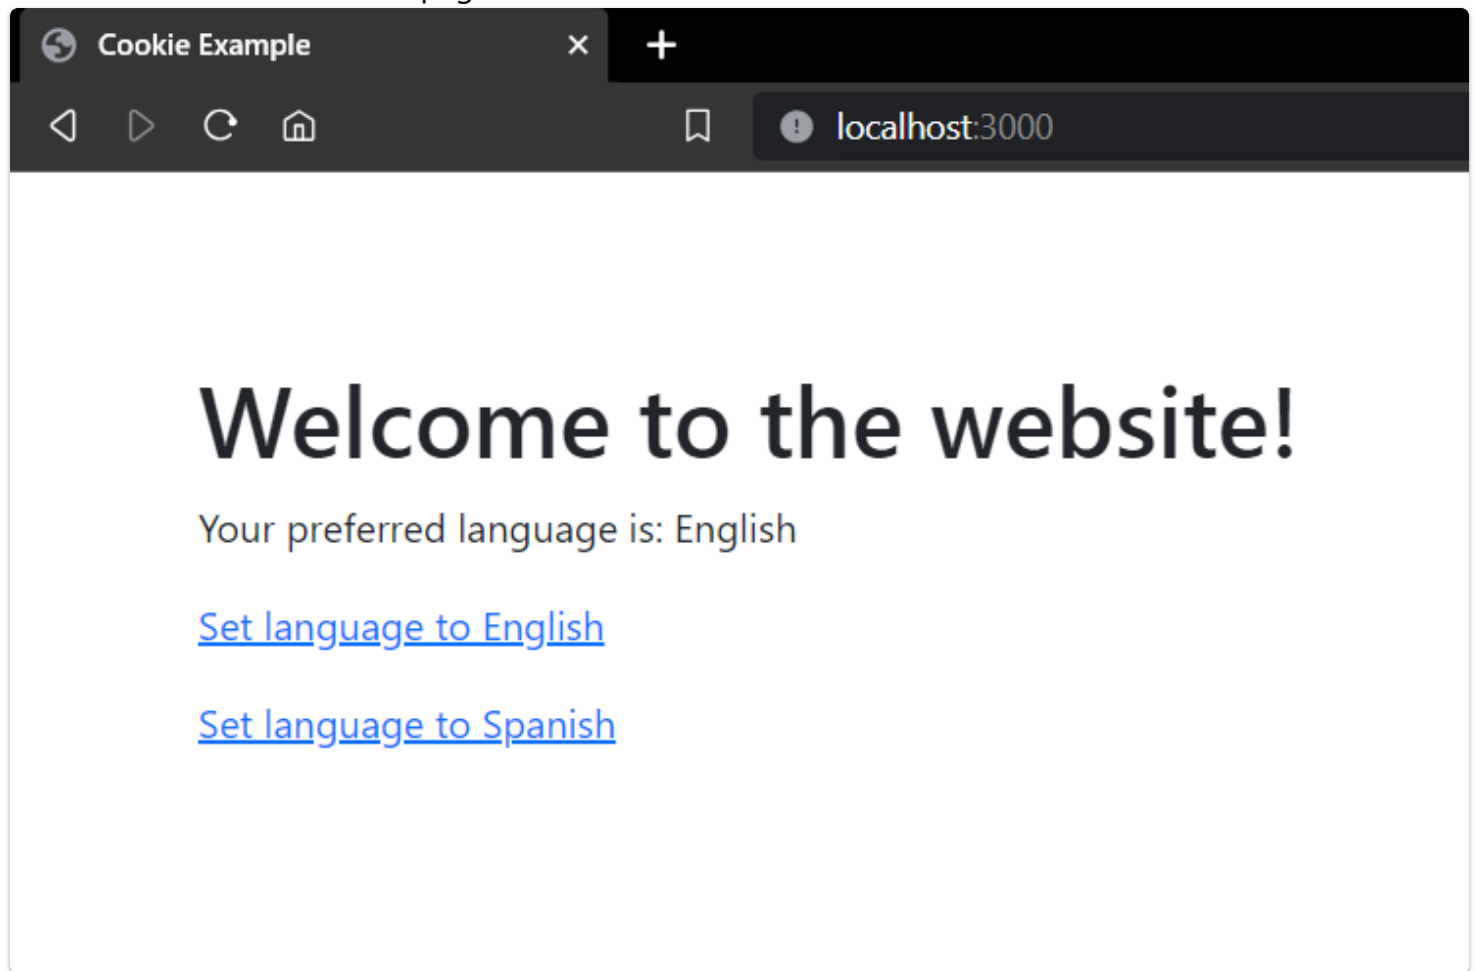 Cookie Example
localhost:3000
Welcome to the website!
Your preferred language is: English
Set language to English
Set language to Spanish